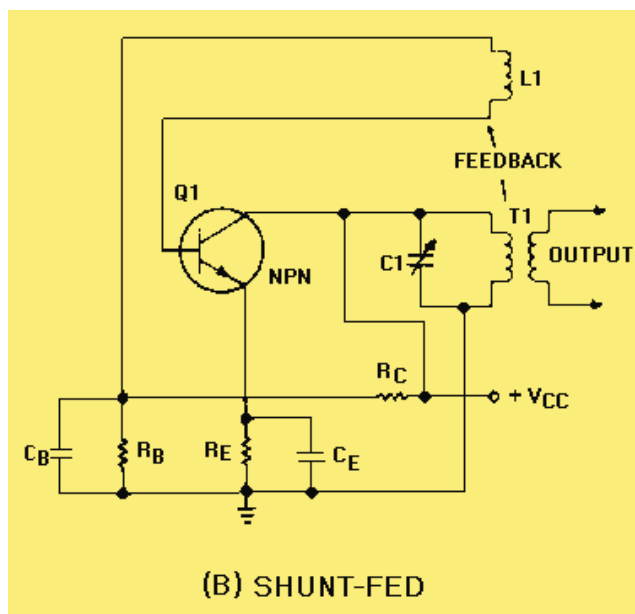 L1
FEEDBACK
Q1
T1
C1
OUTPUT
NPN
RC
+ VCC
CB
RB
RE
CE
(B) SHUNT-FED